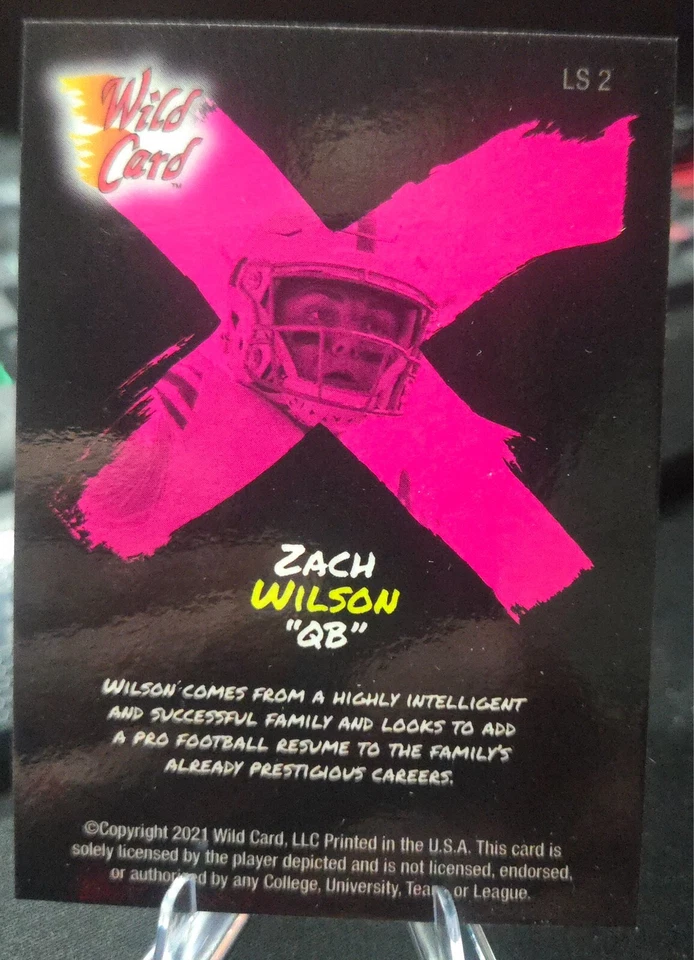 LS 2
Wild
Card
TM
Zach
Wilson
"QB"
Wilson comes from a highly intelligent
and successful family and looks to add
a pro football resume to the family's
already prestigious careers.
©Copyright 2021 Wild Card, LLC Printed in the U.S.A. This card is
solely licensed by the player depicted and is not licensed, endorsed,
or authorized by any College, University, Team, or League.